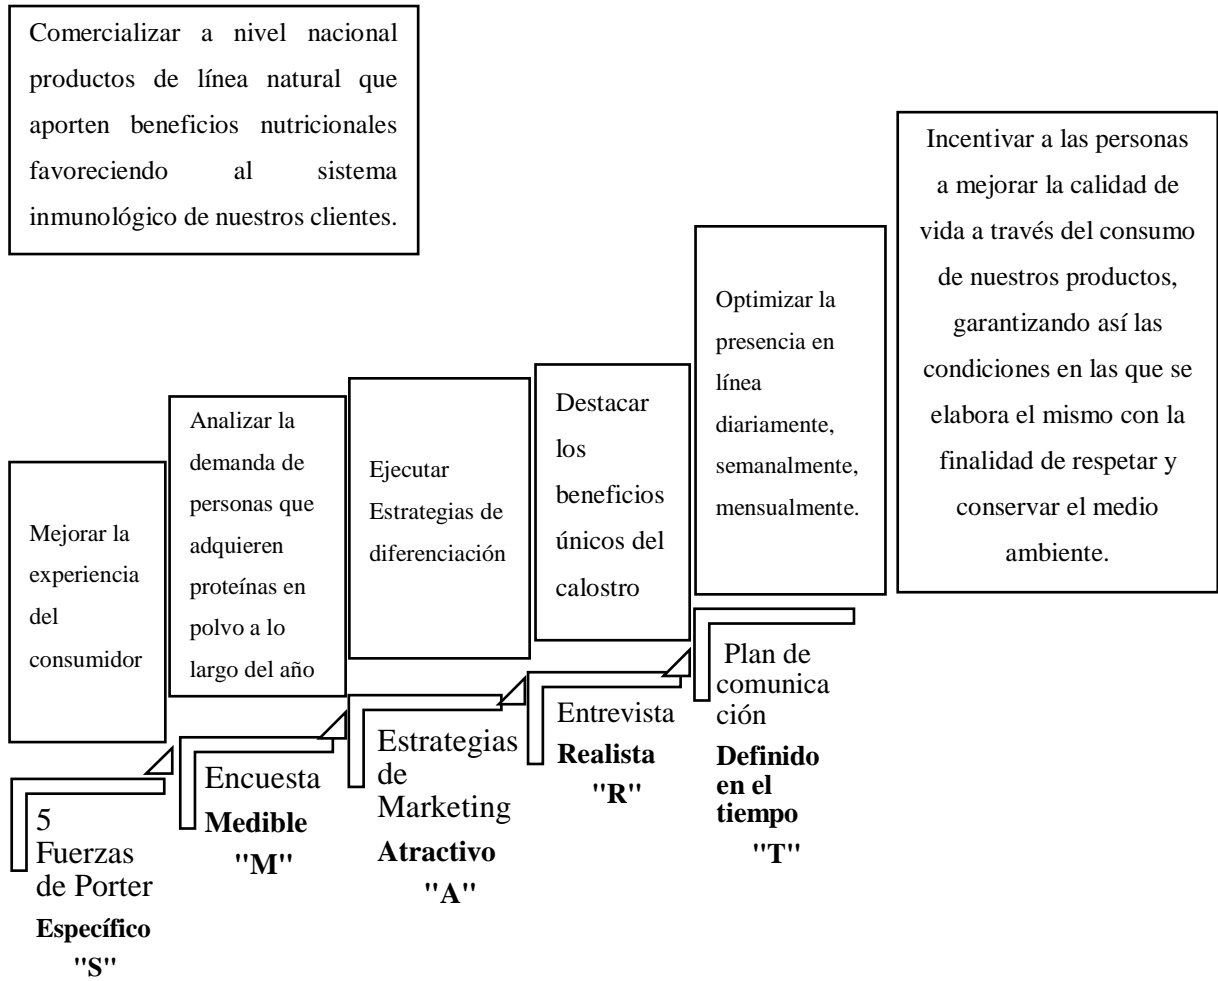 Comercializar a nivel nacional
productos de línea natural que
aporten beneficios nutricionales
favoreciendo al sistema
inmunológico de nuestros clientes.
Mejorar la
experiencia
del
consumidor
5
Fuerzas
de Porter
Específico
"S"
Analizar la
demanda de
personas que
adquieren
proteínas en
polvo a lo
largo del año
Encuesta
Medible
"M"
Ejecutar
Estrategias de
diferenciación
Estrategias
de
Marketing
Atractivo
"A"
Destacar
los
beneficios
únicos del
calostro
Entrevista
Realista
"R"
Optimizar la
presencia en
línea
diariamente,
semanalmente,
mensualmente.
Plan de
comunica
ción
Definido
en el
tiempo
"T"
Incentivar a las personas
a mejorar la calidad de
vida a través del consumo
de nuestros productos,
garantizando así las
condiciones en las que se
elabora el mismo con la
finalidad de respetar y
conservar el medio
ambiente.